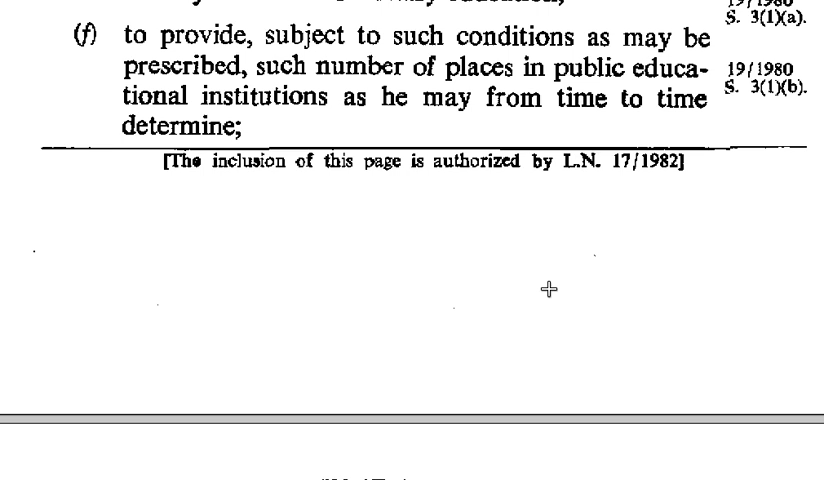 19/1980
S. 3(1)(a).
(f) to provide, subject to such conditions as may be
prescribed, such number of places in public educa-
tional institutions as he may from time to time
determine;
19/1980
S. 3(1)(b).
[The inclusion of this page is authorized by L.N. 17/1982]